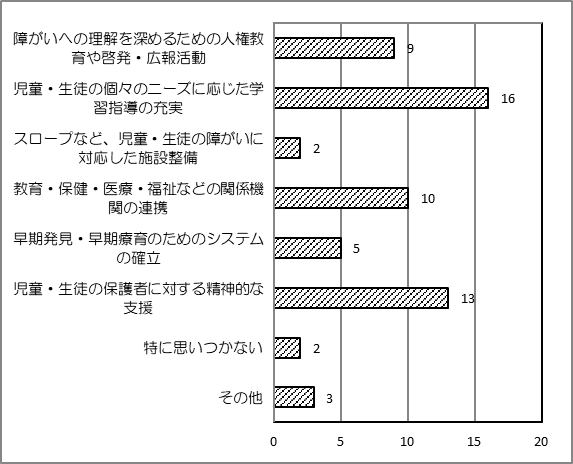 障がいへの理解を深めるための人権教
育や啓発・広報活動
9
児童・生徒の個々のニーズに応じた学
習指導の充実
16
スロープなど、児童・生徒の障がいに
対応した施設整備
2
教育・保健・医療・福祉などの関係機
関の連携
10
早期発見・早期療育のためのシステム
の確立
5
児童・生徒の保護者に対する精神的な
支援
13
特に思いつかない
2
その他
3
0 5 10 15 20